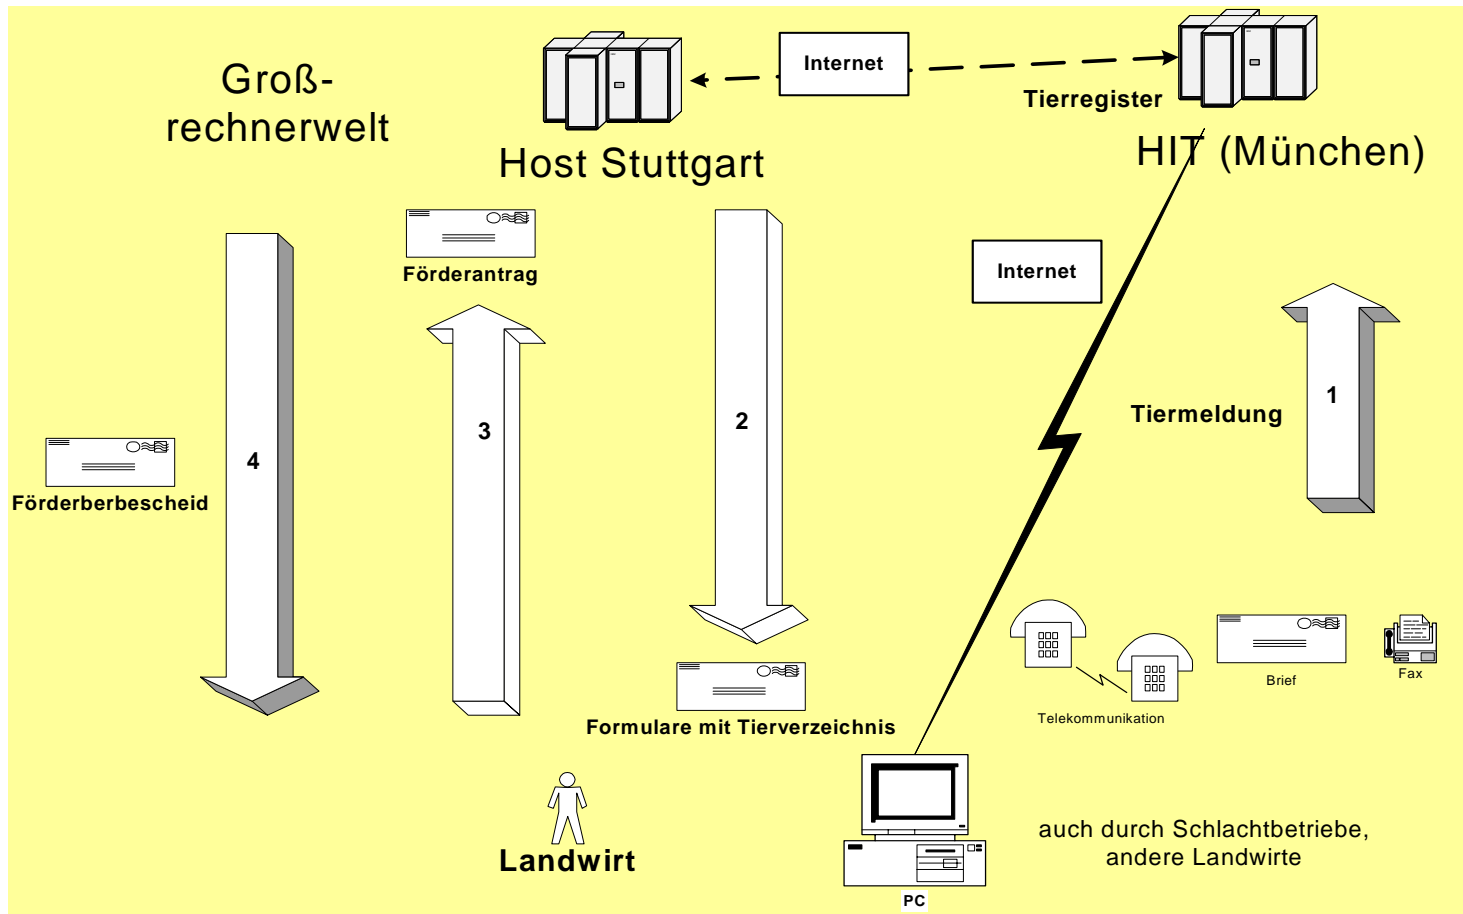 Groß-
rechnerwelt
Internet
Tierregister
Host Stuttgart
HIT (München)
Förderantrag
Internet
1
Tiermeldung
2
3
4
Förderberbescheid
Formulare mit Tierverzeichnis
Telekommunikation
Brief
Fax
Landwirt
PC
auch durch Schlachtbetriebe,
andere Landwirte